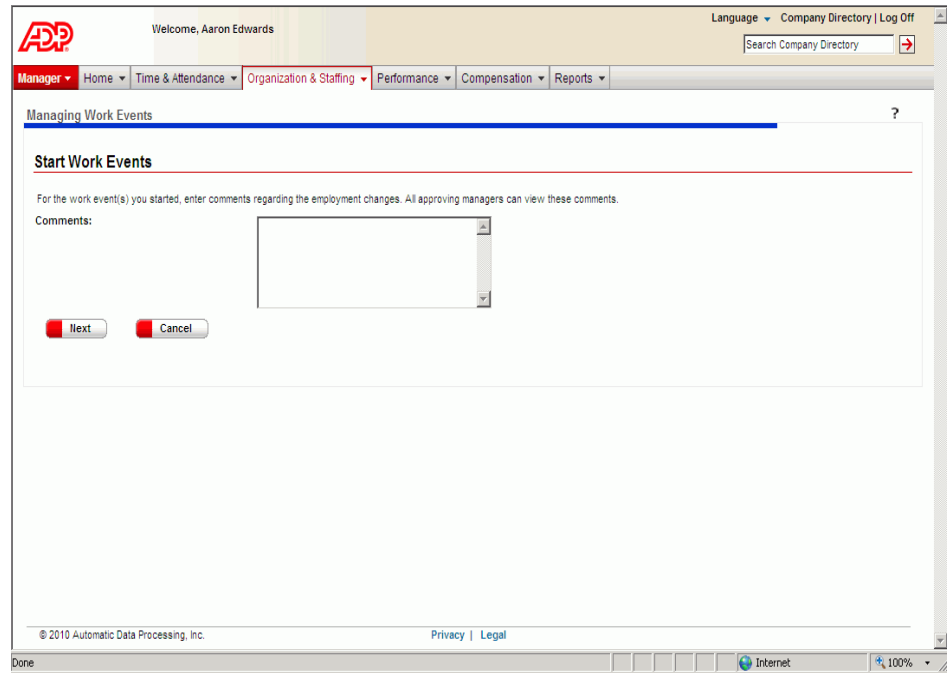 Language Company Directory | Log Off
ADP
Welcome, Aaron Edwards
Search Company Directory
Manager Home Time & Attendance Organization & Staffing Performance Compensation Reports
Managing Work Events ?
Start Work Events
For the work event(s) you started, enter comments regarding the employment changes. All approving managers can view these comments.
Comments:
Next Cancel
© 2010 Automatic Data Processing, Inc. Privacy | Legal
Done Internet 100%